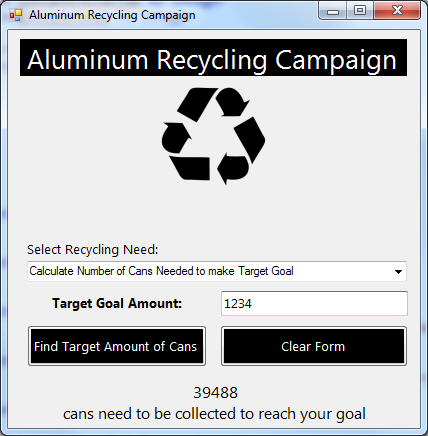 Aluminum Recycling Campaign
Aluminum Recycling Campaign
Select Recycling Need:
Calculate Number of Cans Needed to make Target Goal
Target Goal Amount: 1234
Find Target Amount of Cans Clear Form
39488
cans need to be collected to reach your goal